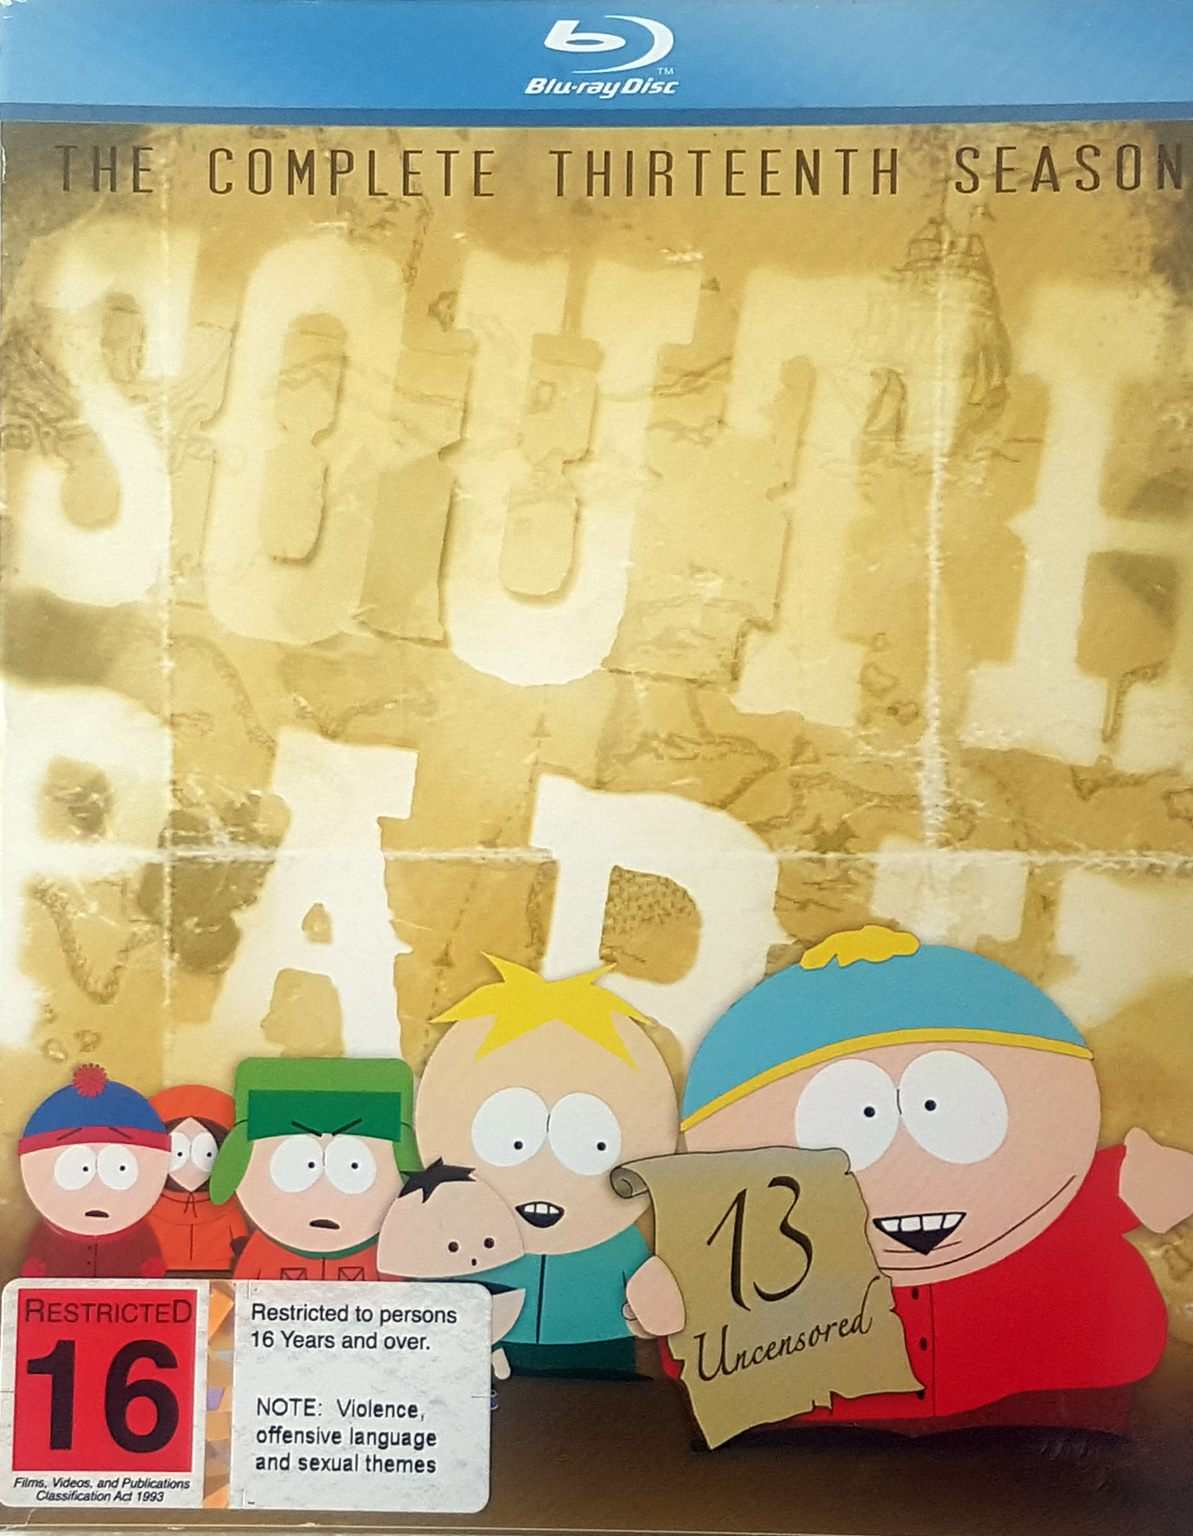 Blu-ray Disc
TM
THE COMPLETE THIRTEENTH SEASON
SOUTH
PARK
13
Uncensored
RESTRICTED
16
Films, Videos, and Publications
Classification Act 1993
Restricted to persons
16 Years and over.
NOTE: Violence,
offensive language
and sexual themes